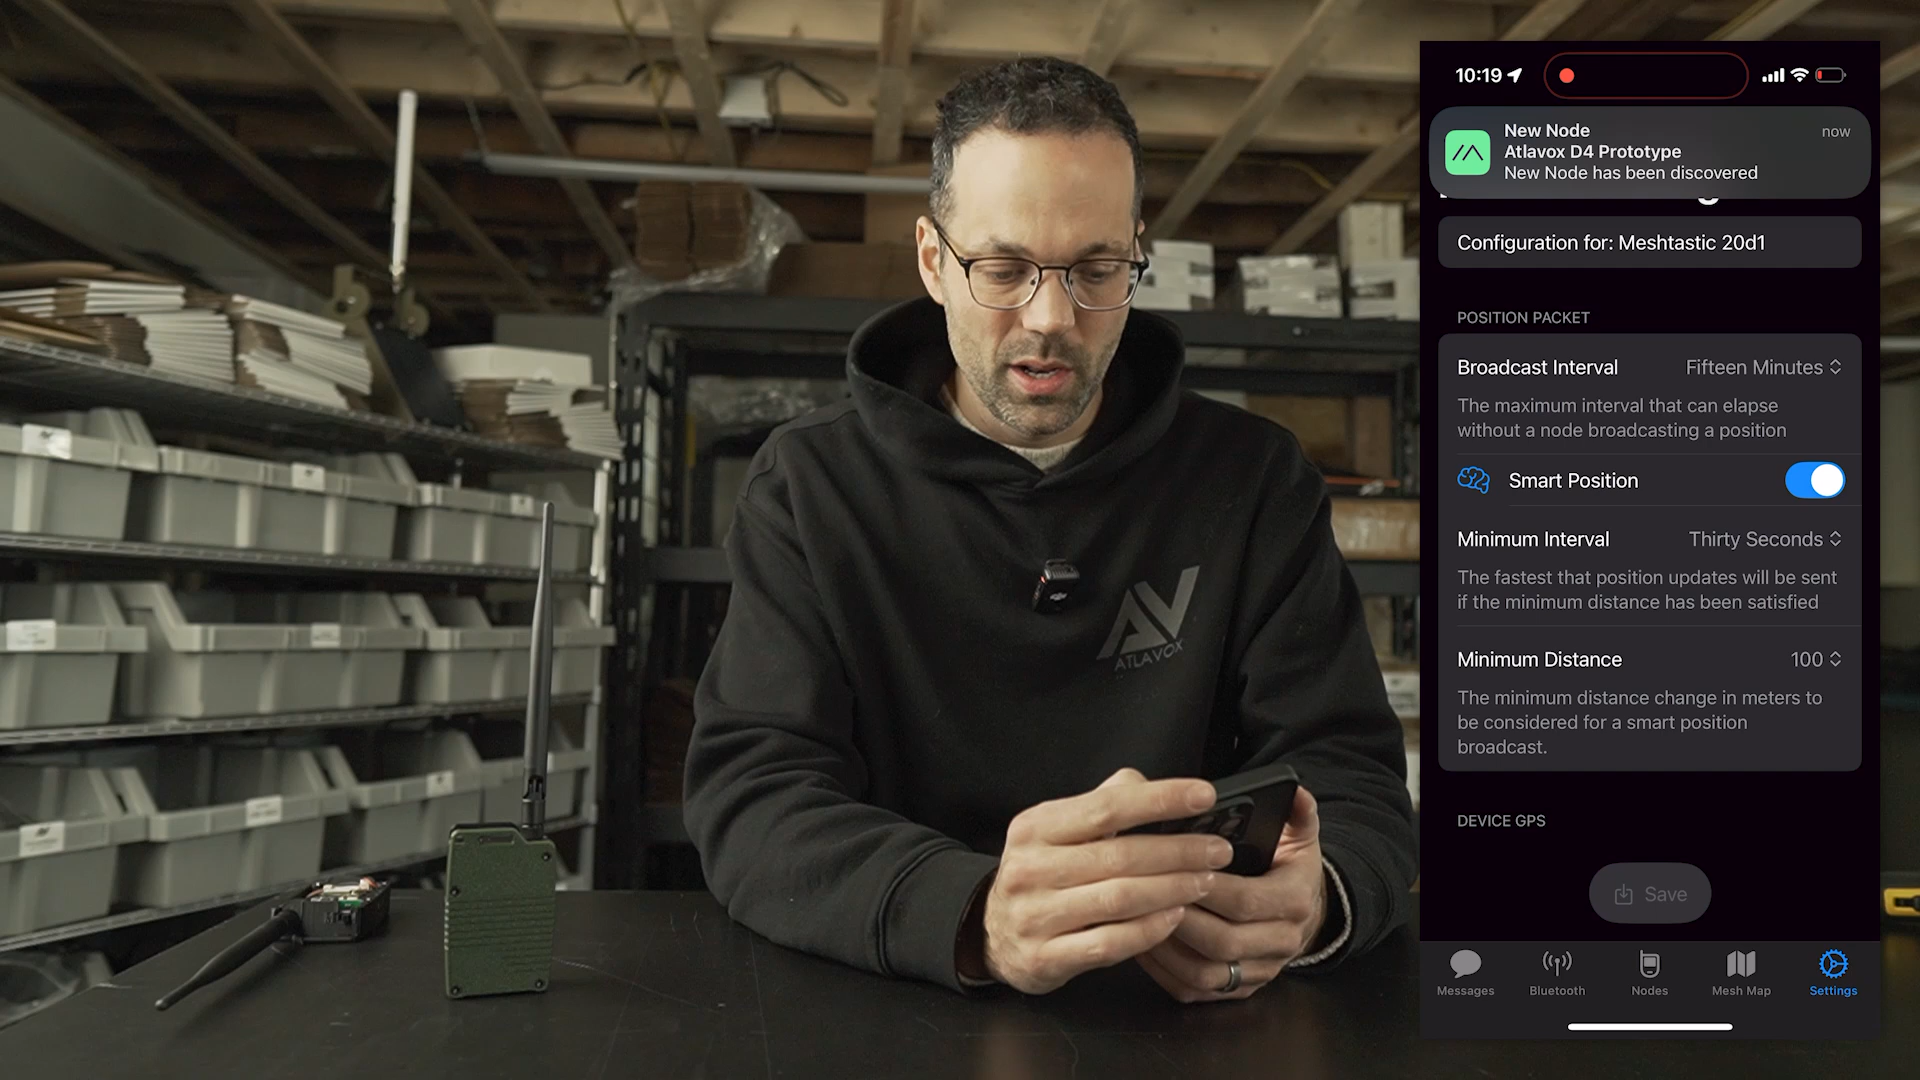 10:19
New Node
now
Atlavox D4 Prototype
New Node has been discovered
Configuration for: Meshtastic 20d1
POSITION PACKET
Broadcast Interval
Fifteen Minutes
The maximum interval that can elapse
without a node broadcasting a position
Smart Position
Minimum Interval
Thirty Seconds
The fastest that position updates will be sent
if the minimum distance has been satisfied
Minimum Distance
100
The minimum distance change in meters to
be considered for a smart position
broadcast.
DEVICE GPS
Save
Messages
Bluetooth
Nodes
Mesh Map
Settings
AV
ATLAVOX